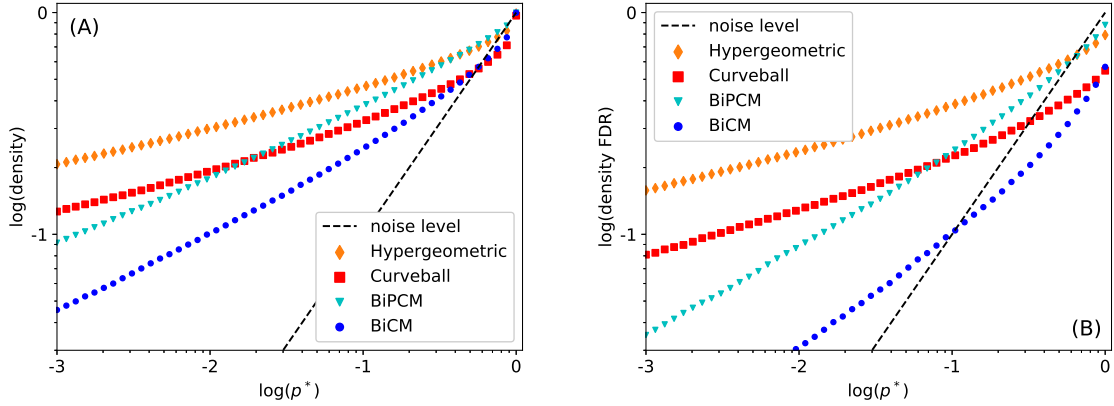 (A)
log(density)
0
-1
noise level
Hypergeometric
Curveball
BiPCM
BiCM
-3
-2
-1
0
log(p*)
(B)
log(density FDR)
0
-1
noise level
Hypergeometric
Curveball
BiPCM
BiCM
-3
-2
-1
0
log(p*)